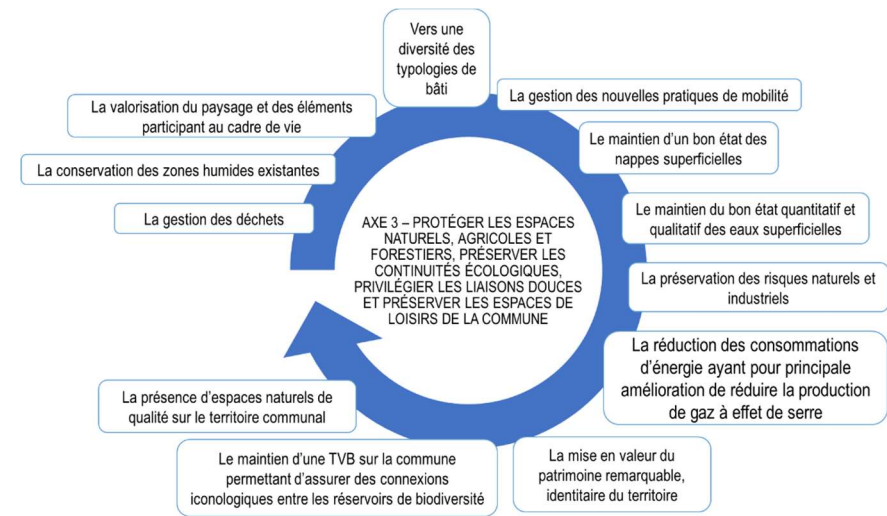 Vers une
diversité des
typologies de
bâti
La gestion des nouvelles pratiques de mobilité
Le maintien d'un bon état des
nappes superficielles
Le maintien du bon état quantitatif et
qualitatif des eaux superficielles
La préservation des risques naturels et
industriels
La réduction des consommations
d'énergie ayant pour principale
amélioration de réduire la production
de gaz à effet de serre
La mise en valeur du
patrimoine remarquable,
identitaire du territoire
Le maintien d'une TVB sur la commune
permettant d'assurer des connexions
iconologiques entre les réservoirs de biodiversité
La présence d'espaces naturels de
qualité sur le territoire communal
La gestion des déchets
La conservation des zones humides existantes
La valorisation du paysage et des éléments
participant au cadre de vie
AXE 3 – PROTÉGER LES ESPACES
NATURELS, AGRICOLES ET
FORESTIERS, PRÉSERVER LES
CONTINUITÉS ÉCOLOGIQUES,
PRIVILÉGIER LES LIAISONS DOUCES
ET PRÉSERVER LES ESPACES DE
LOISIRS DE LA COMMUNE